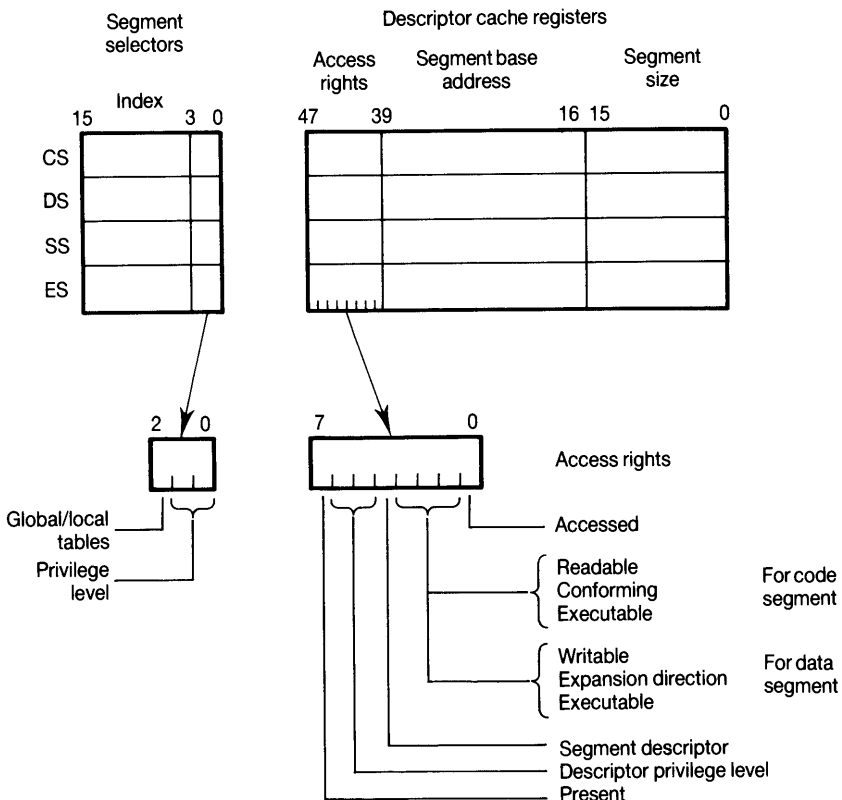 Segment
selectors
Descriptor cache registers
Access
rights
Segment base
address
Segment
size
Index
15 3 0
47 39 16 15 0
CS
DS
SS
ES
2 0
7 0
Access rights
Global/local
tables
Privilege
level
Accessed
Readable
Conforming
Executable
For code
segment
Writable
Expansion direction
Executable
For data
segment
Segment descriptor
Descriptor privilege level
Present